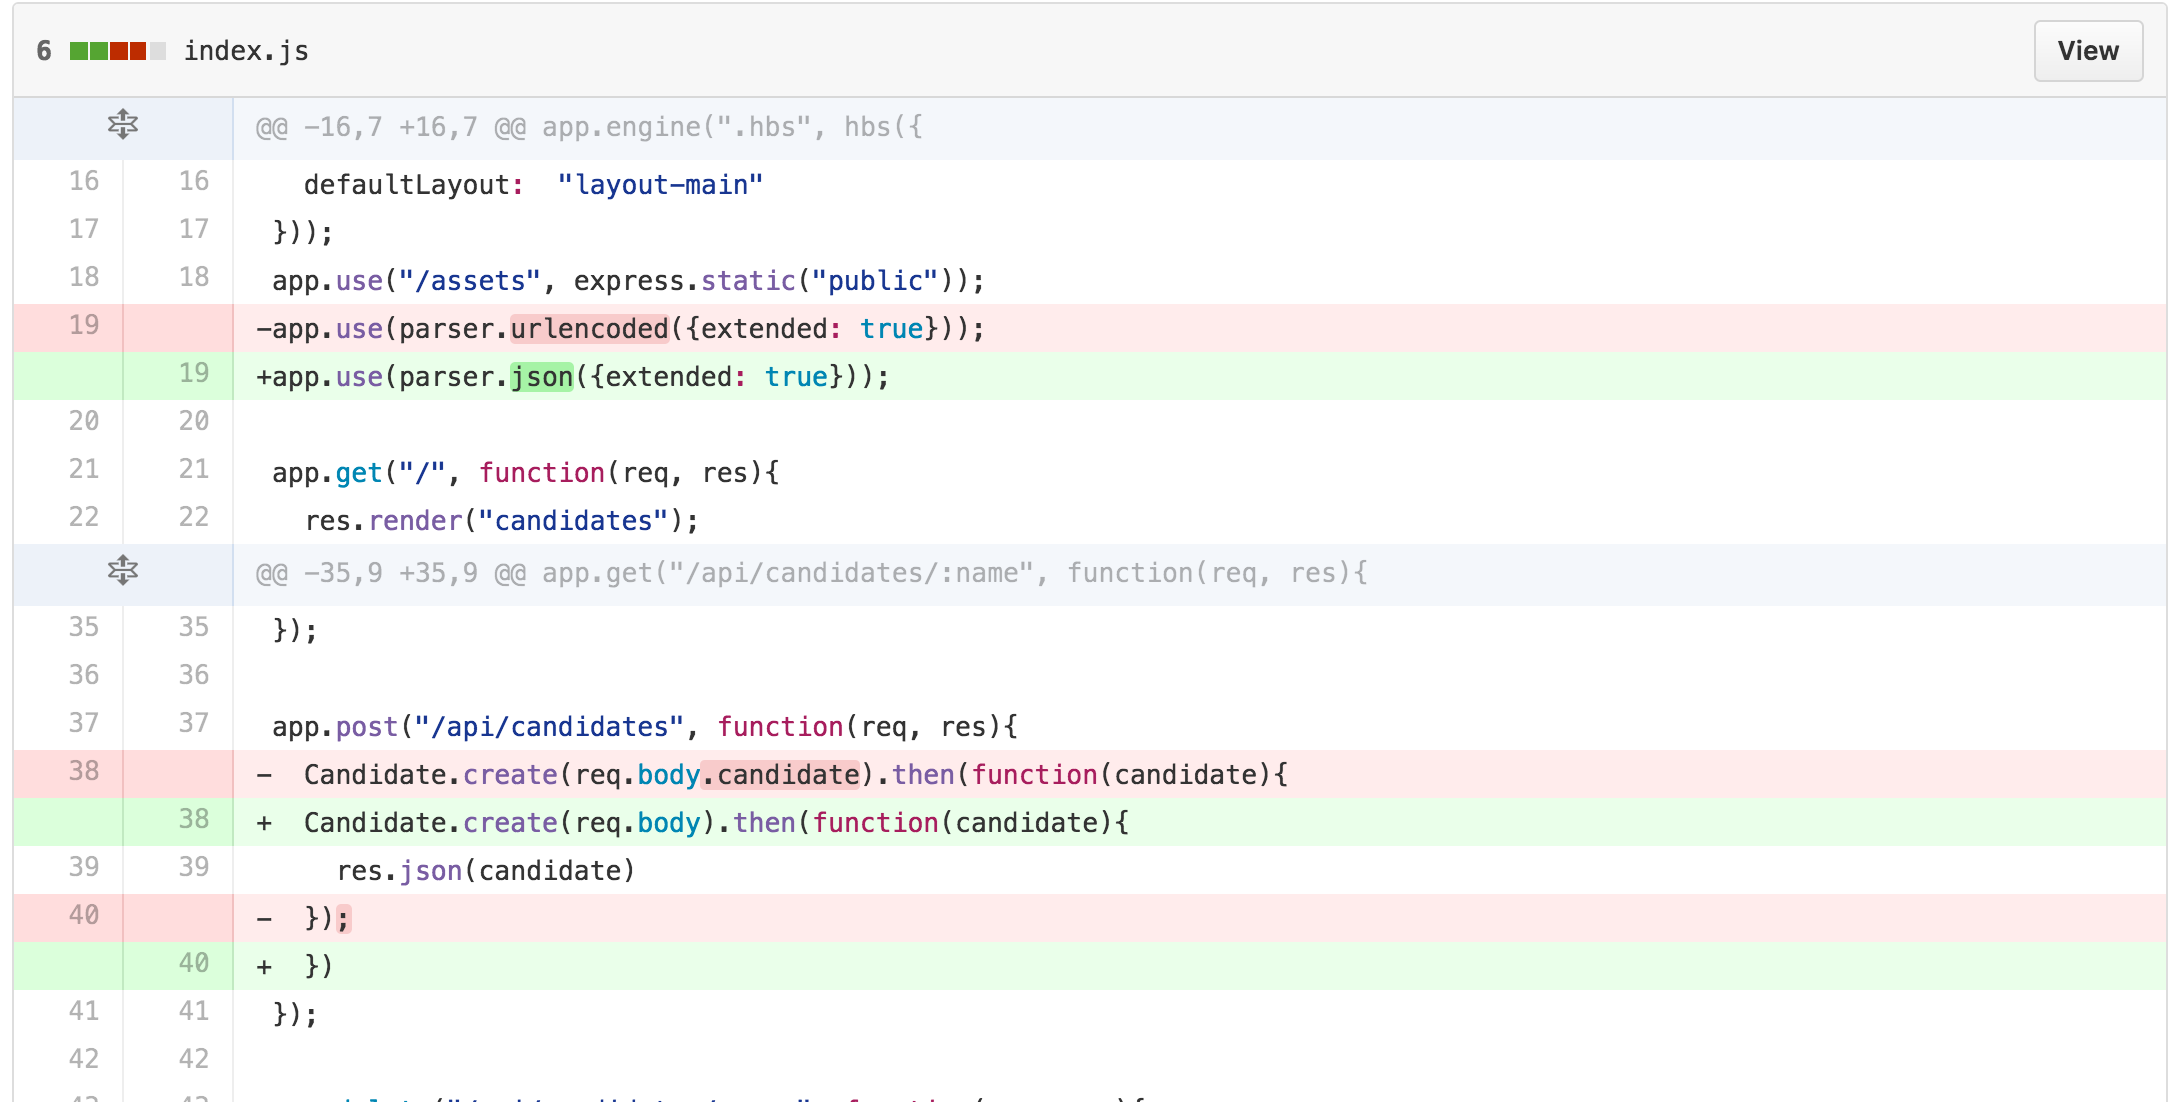 6 index.js View
@@ -16,7 +16,7 @@ app.engine(".hbs", hbs({
16 16 defaultLayout: "layout-main"
17 17 }));
18 18 app.use("/assets", express.static("public"));
19 -app.use(parser.urlencoded({extended: true}));
19 +app.use(parser.json({extended: true}));
20 20
21 21 app.get("/", function(req, res){
22 22 res.render("candidates");
@@ -35,9 +35,9 @@ app.get("/api/candidates/:name", function(req, res){
35 35 });
36 36
37 37 app.post("/api/candidates", function(req, res){
38 - Candidate.create(req.body.candidate).then(function(candidate){
38 + Candidate.create(req.body).then(function(candidate){
39 39 res.json(candidate)
40 - });
40 + })
41 41 });
42 42